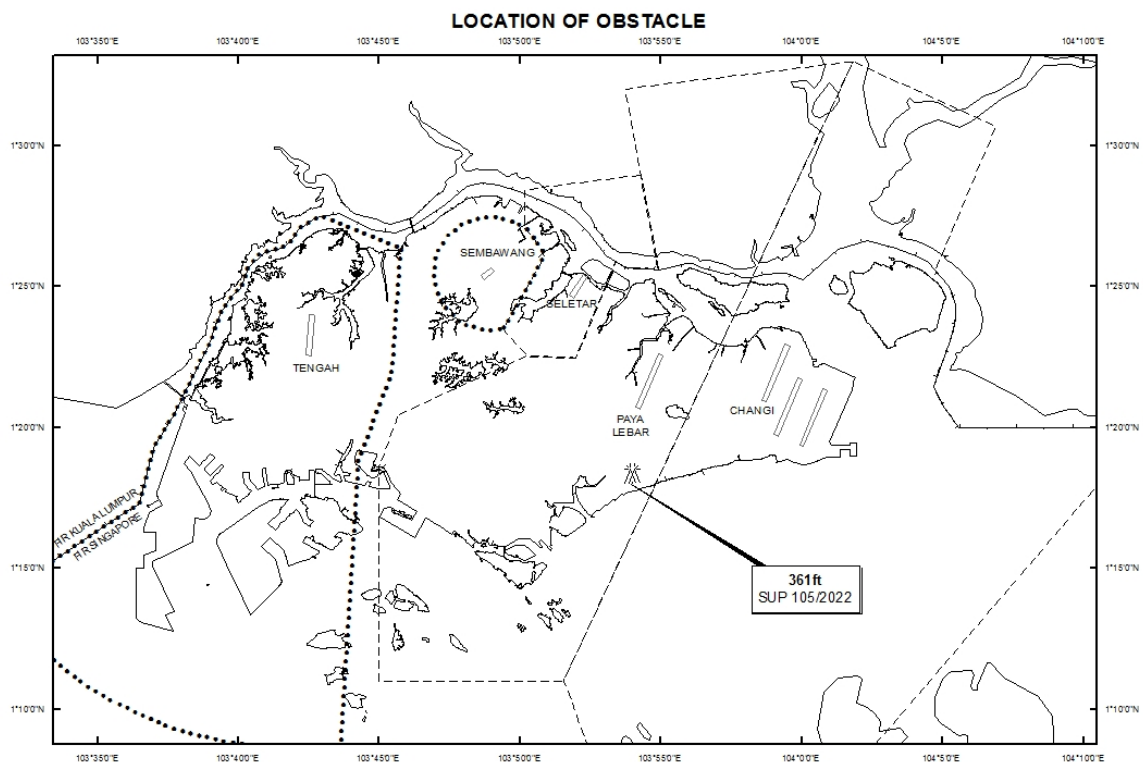 LOCATION OF OBSTACLE
103°35'0"E 103°40'0"E 103°45'0"E 103°50'0"E 103°55'0"E 104°0'0"E 104°5'0"E 104°10'0"E
1°30'0"N 1°30'0"N
SEMBAWANG
1°25'0"N 1°25'0"N
SELETAR
TENGAH
CHANGI
PAYA
LEBAR
1°20'0"N 1°20'0"N
FIR KUALA LUMPUR
FIR SINGAPORE
1°15'0"N 1°15'0"N
361ft
SUP 105/2022
1°10'0"N 1°10'0"N
103°35'0"E 103°40'0"E 103°45'0"E 103°50'0"E 103°55'0"E 104°0'0"E 104°5'0"E 104°10'0"E